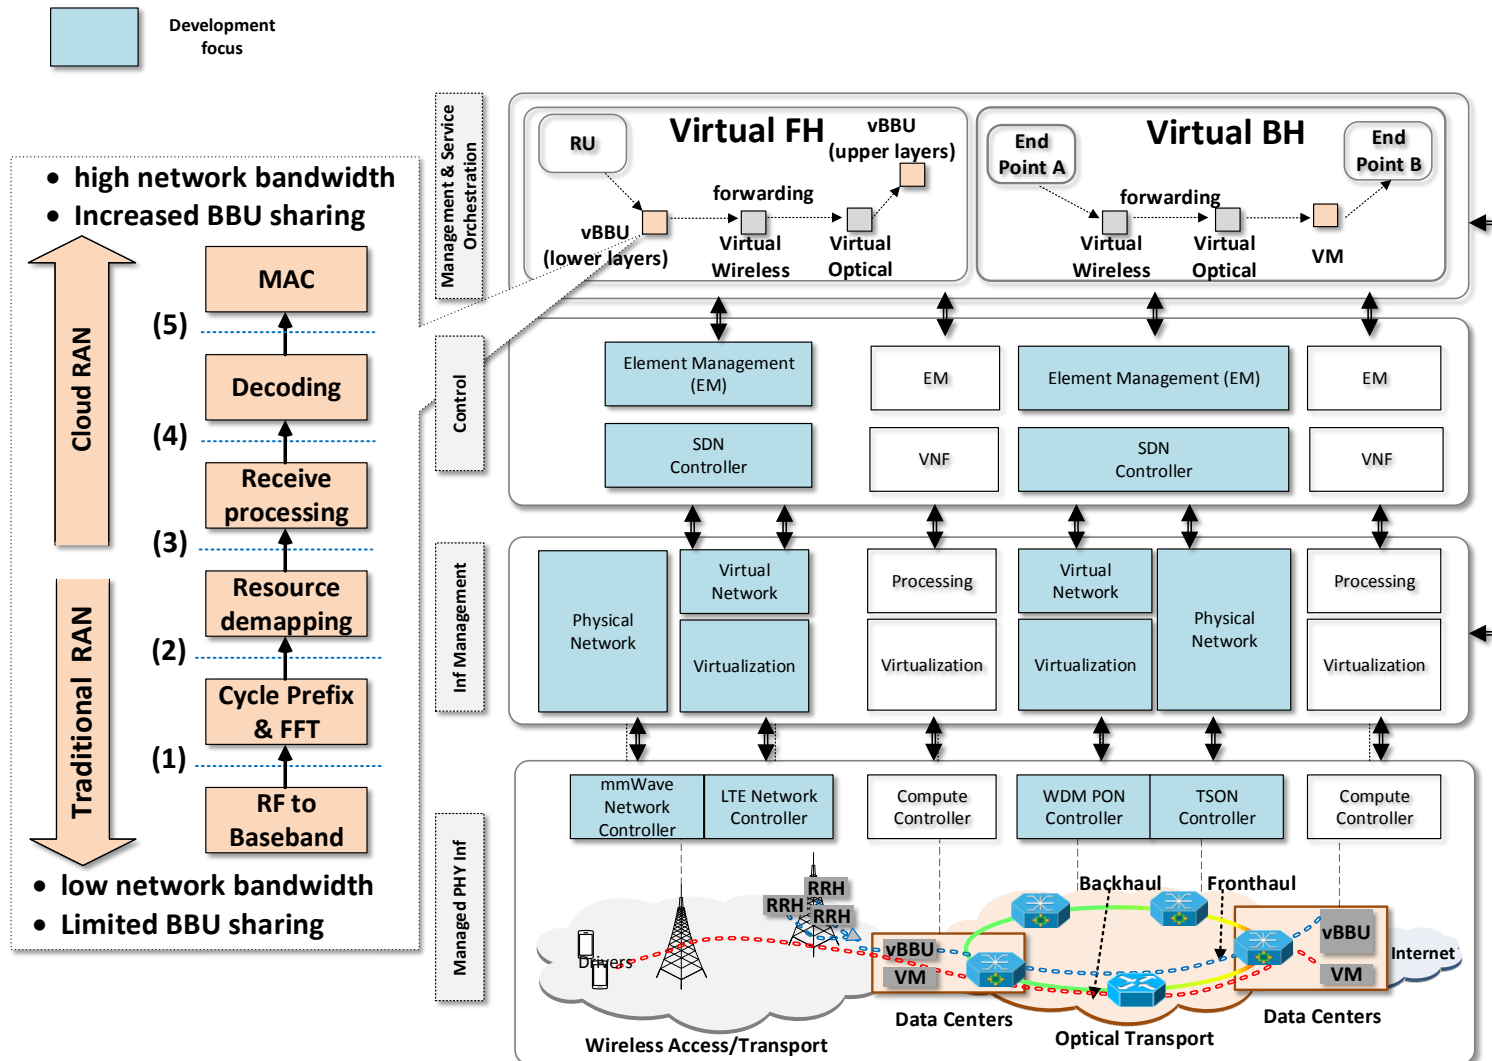 Development
focus
• high network bandwidth
• Increased BBU sharing
Cloud RAN
Traditional RAN
MAC
(5)
Decoding
(4)
Receive
processing
(3)
Resource
demapping
(2)
Cycle Prefix
& FFT
(1)
RF to
Baseband
• low network bandwidth
• Limited BBU sharing
Management & Service
Orchestration
Virtual FH
RU
vBBU
(upper layers)
forwarding
vBBU
(lower layers)
Virtual
Wireless
Virtual
Optical
Virtual BH
End
Point A
End
Point B
forwarding
Virtual
Wireless
Virtual
Optical
VM
Control
Element Management
(EM)
EM
Element Management (EM)
EM
SDN
Controller
VNF
SDN
Controller
VNF
Inf Management
Physical
Network
Virtual
Network
Processing
Virtual
Network
Physical
Network
Processing
Virtualization
Virtualization
Virtualization
Virtualization
Managed PHY Inf
mmWave
Network
Controller
LTE Network
Controller
Compute
Controller
WDM PON
Controller
TSON
Controller
Compute
Controller
RRH
RRH
RRH
Backhaul
Fronthaul
Drivers
vBBU
VM
vBBU
VM
Internet
Data Centers
Optical Transport
Data Centers
Wireless Access/Transport